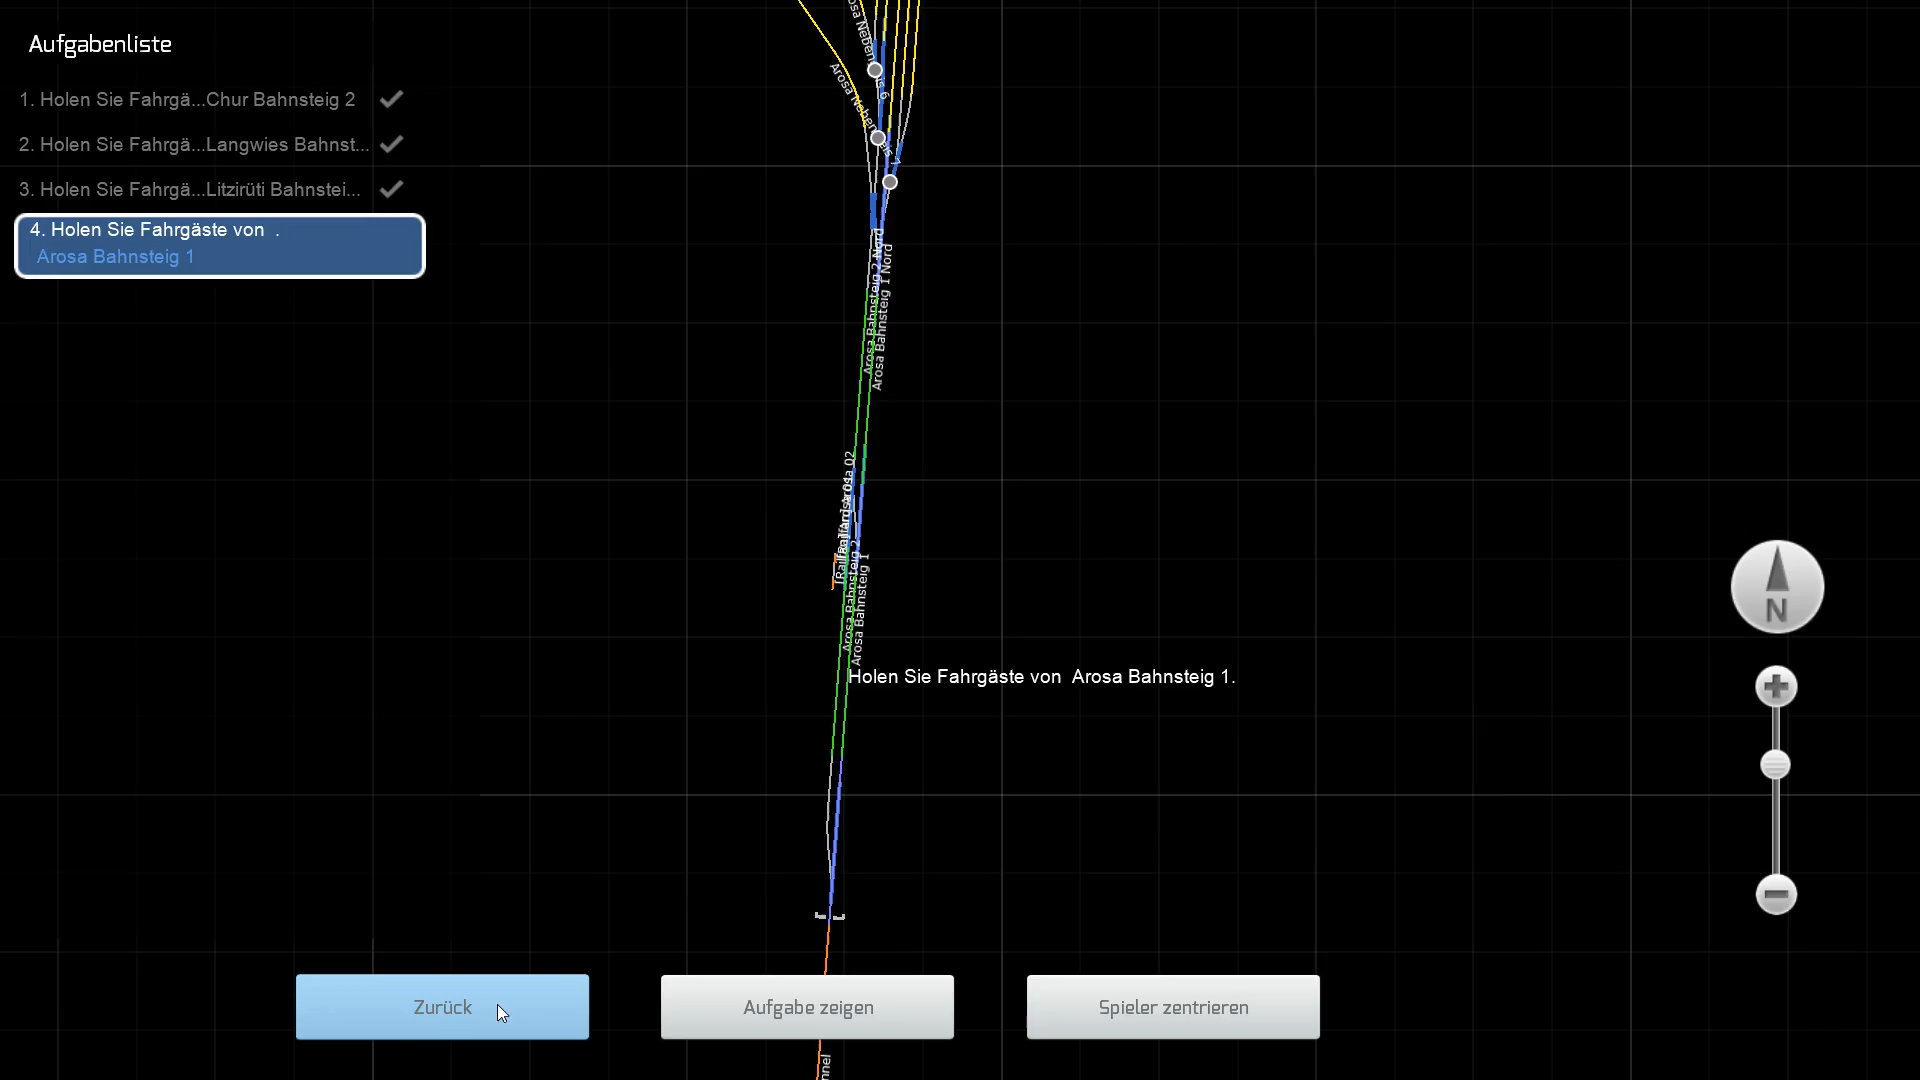 Aufgabenliste
1. Holen Sie Fahrgä...Chur Bahnsteig 2
2. Holen Sie Fahrgä...Langwies Bahnst...
3. Holen Sie Fahrgä...Litzirüti Bahnstei...
4. Holen Sie Fahrgäste von .
Arosa Bahnsteig 1
Arosa Bahnsteig 2 Nord
Arosa Bahnsteig 1 Nord
Arosa Bahnsteig 2
Arosa Bahnsteig 1
Holen Sie Fahrgäste von Arosa Bahnsteig 1.
N
Zurück
Aufgabe zeigen
Spieler zentrieren